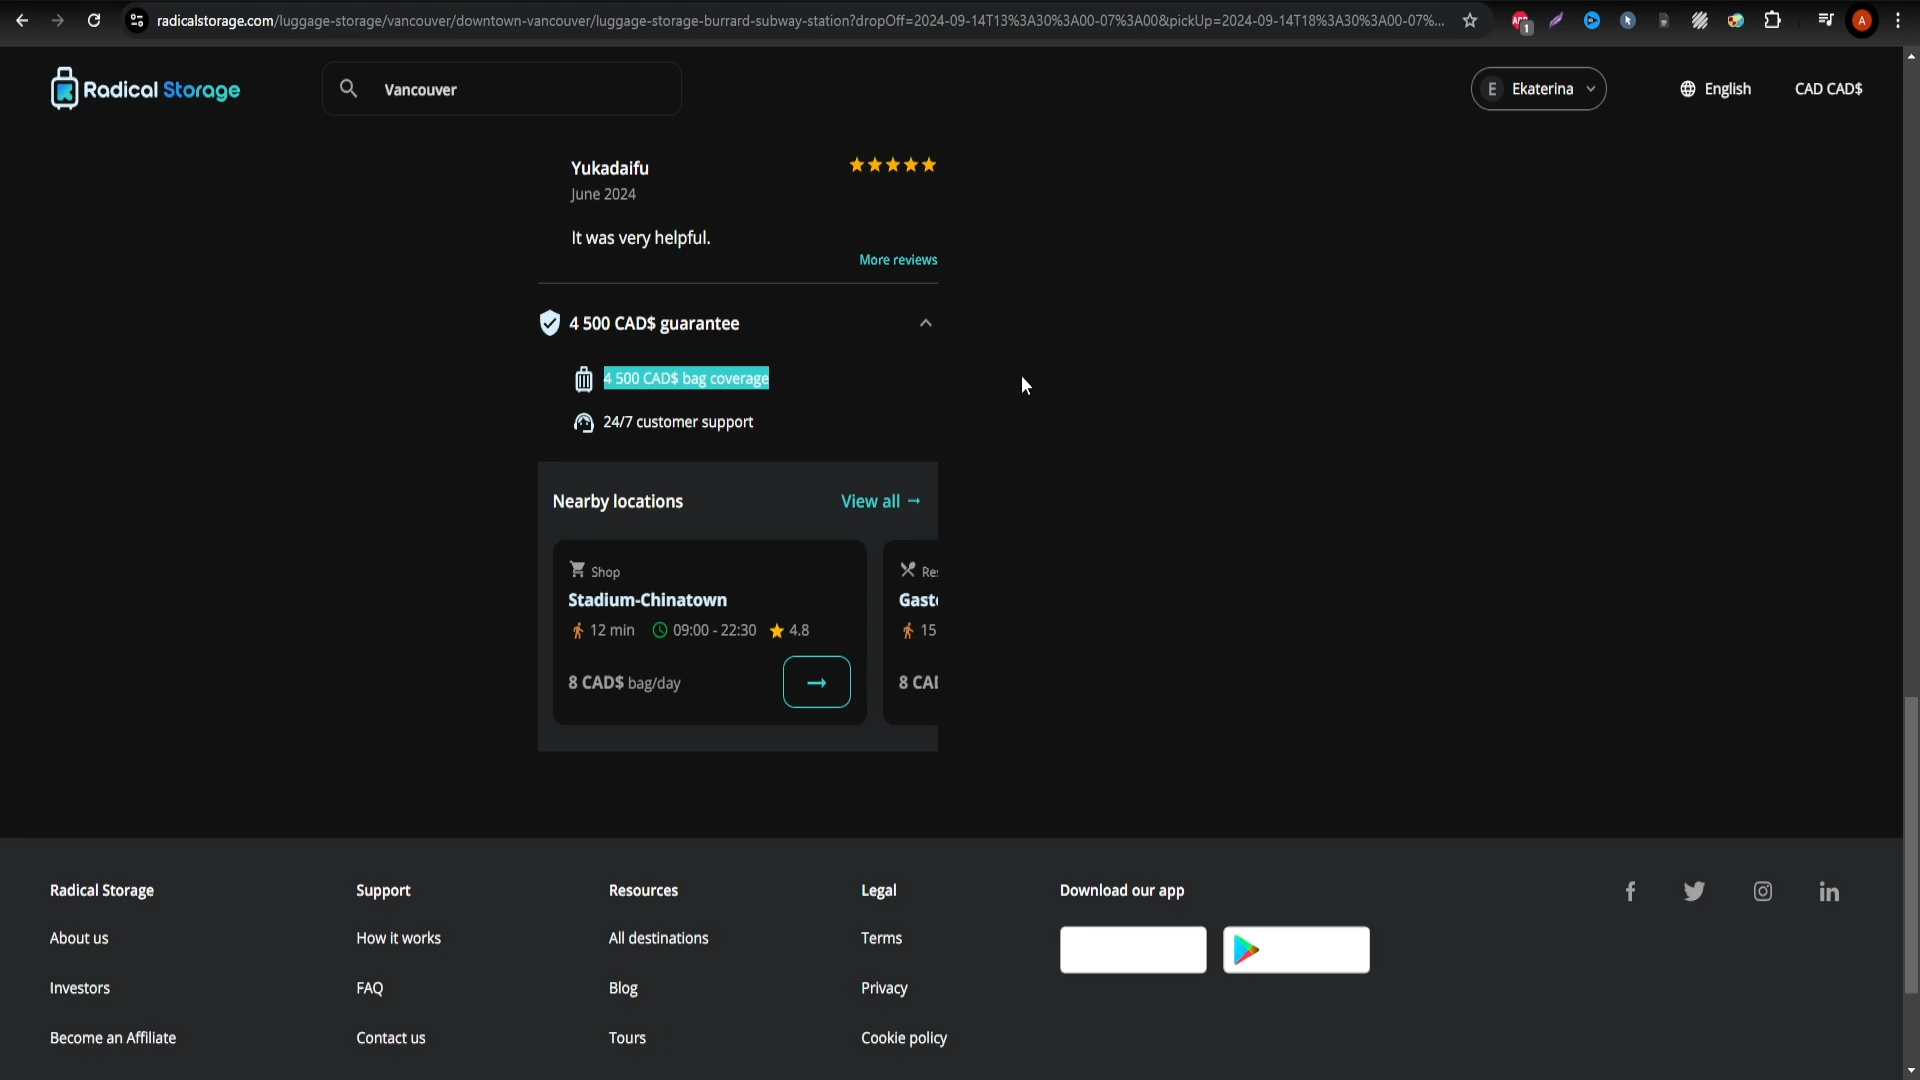 radicalstorage.com/luggage-storage/vancouver/downtown-vancouver/luggage-storage-burrard-subway-station?dropOff=2024-09-14T13%3A30%3A00-07%3A00&pickUp=2024-09-14T18%3A30%3A00-07%...
1
A
Radical Storage
Vancouver
E Ekaterina
English
CAD CAD$
Yukadaifu
June 2024
It was very helpful.
More reviews
4 500 CAD$ guarantee
4 500 CAD$ bag coverage
24/7 customer support
Nearby locations
View all →
Shop
Stadium-Chinatown
12 min 09:00 - 22:30 4.8
8 CAD$ bag/day
Res
Gasto
15
8 CAD
Radical Storage
About us
Investors
Become an Affiliate
Support
How it works
FAQ
Contact us
Resources
All destinations
Blog
Tours
Legal
Terms
Privacy
Cookie policy
Download our app